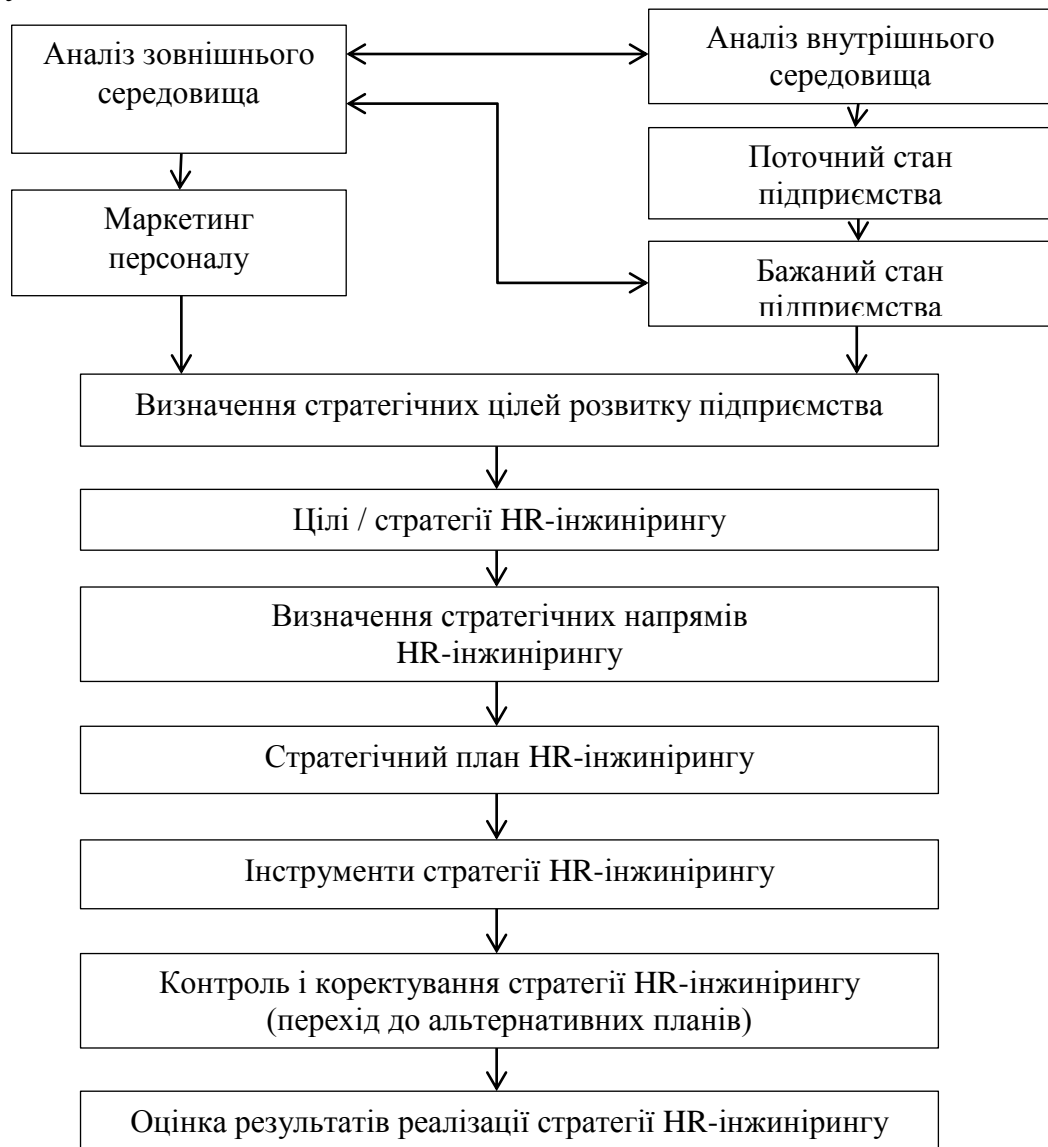 Аналіз зовнішнього
середовища
Аналіз внутрішнього
середовища
Поточний стан
підприємства
Маркетинг
персоналу
Бажаний стан
підприємства
Визначення стратегічних цілей розвитку підприємства
Цілі / стратегії HR-інжинірингу
Визначення стратегічних напрямів
HR-інжинірингу
Стратегічний план HR-інжинірингу
Інструменти стратегії HR-інжинірингу
Контроль і коректування стратегії HR-інжинірингу
(перехід до альтернативних планів)
Оцінка результатів реалізації стратегії HR-інжинірингу